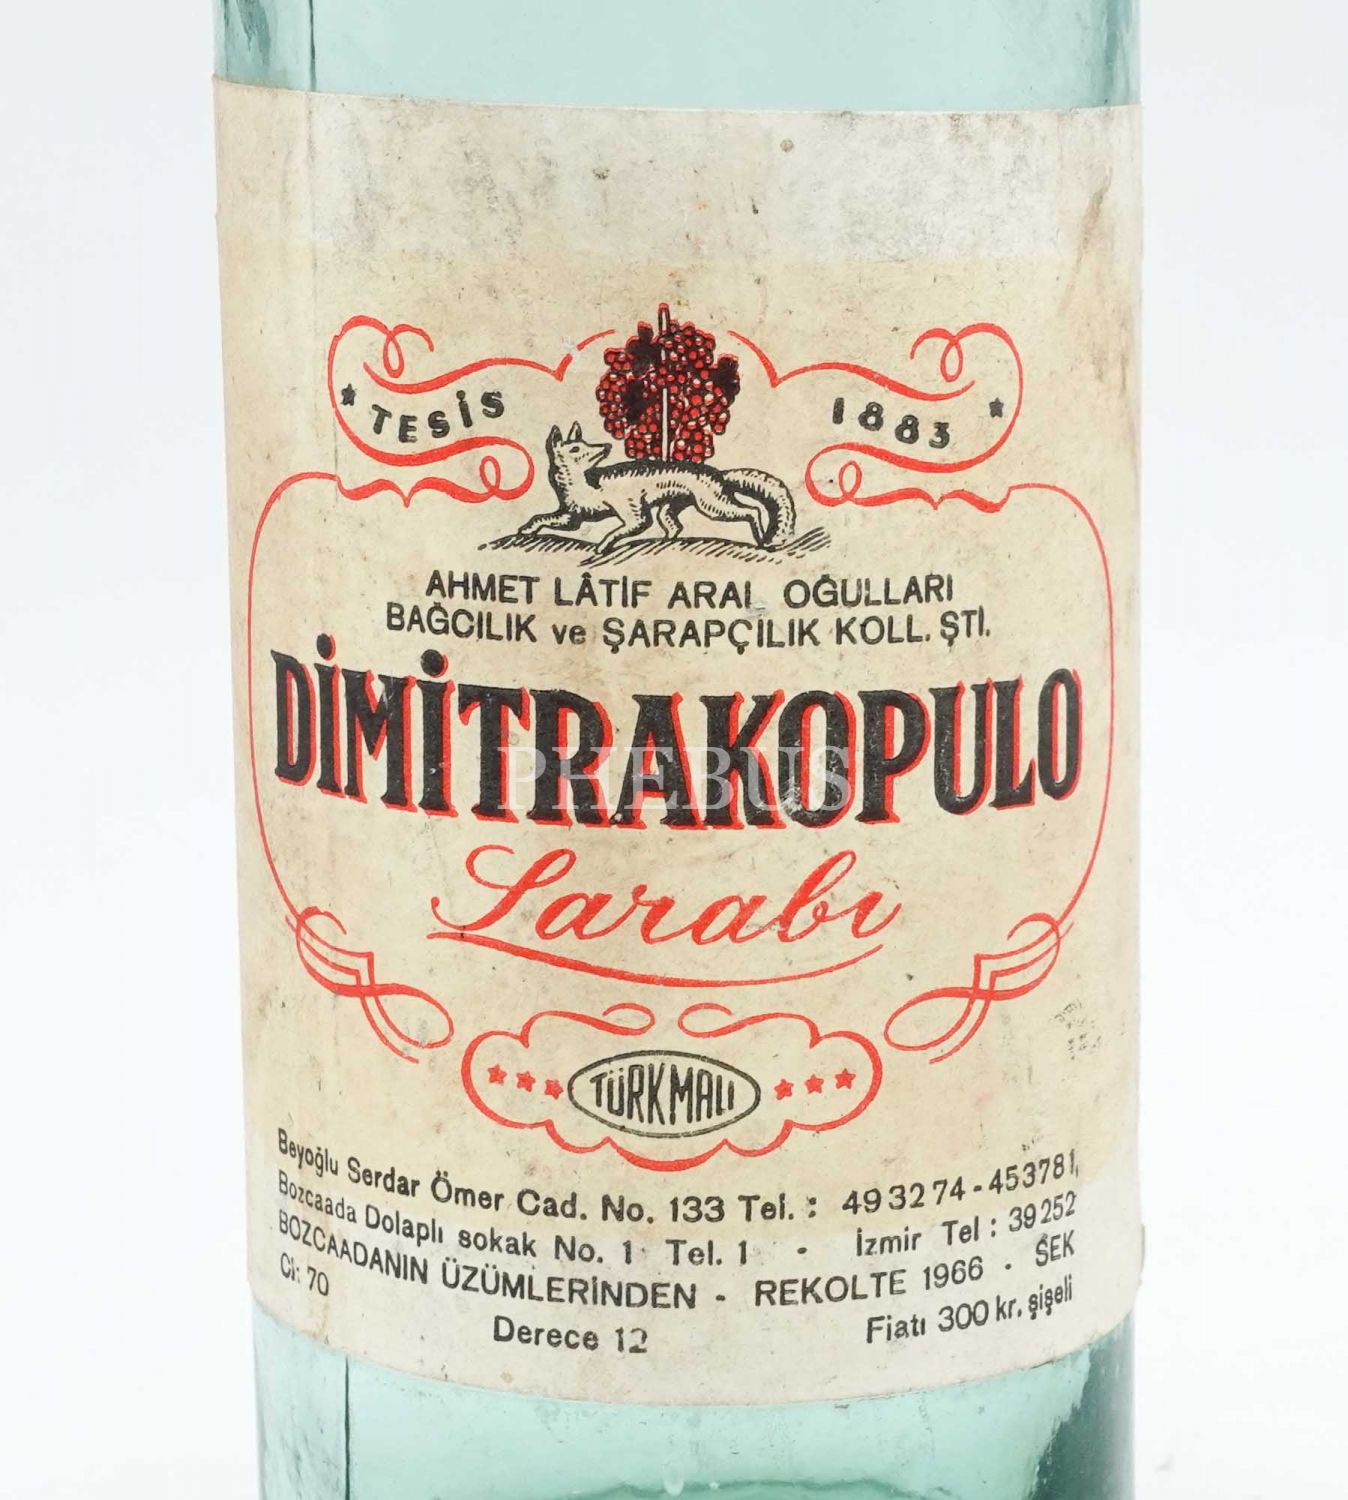 TESİS 1883
AHMET LÂTİF ARAL OĞULLARI
BAĞCILIK ve ŞARAPÇILIK KOLL. ŞTİ.
DİMİTRAKOPULO
PHEBUS
Şarabı
TÜRK MALI
Beyoğlu Serdar Ömer Cad. No. 133 Tel. : 49 32 74 - 45 37 81,
Bozcaada Dolaplı sokak No. 1 Tel. 1 - İzmir Tel : 39 252
BOZCAADANIN ÜZÜMLERİNDEN - REKOLTE 1966 - SEK
Cl: 70
Derece 12
Fiatı 300 kr. şişeli